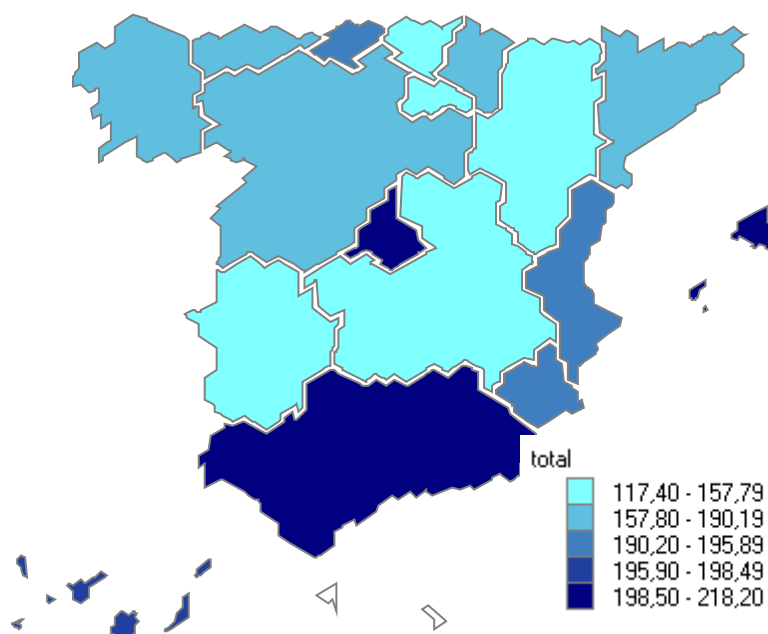 total
117,40 - 157,79
157,80 - 190,19
190,20 - 195,89
195,90 - 198,49
198,50 - 218,20